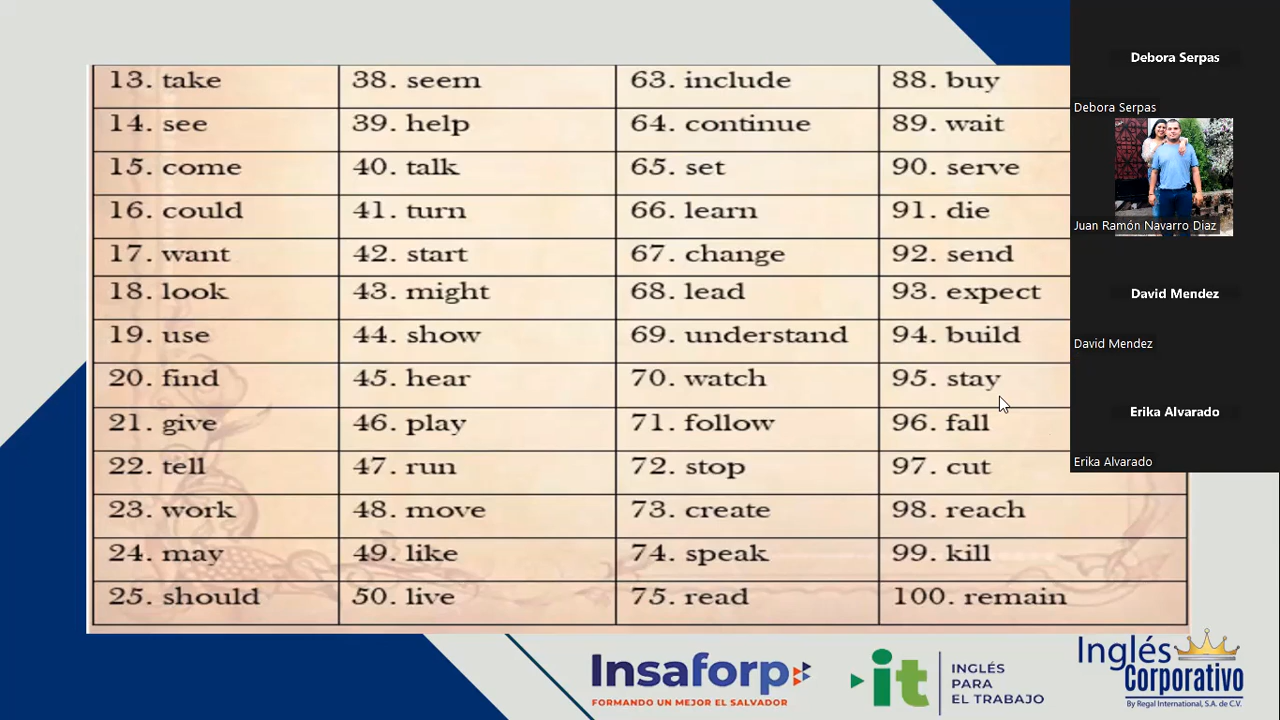 13. take 38. seem 63. include 88. buy
14. see 39. help 64. continue 89. wait
15. come 40. talk 65. set 90. serve
16. could 41. turn 66. learn 91. die
17. want 42. start 67. change 92. send
18. look 43. might 68. lead 93. expect
19. use 44. show 69. understand 94. build
20. find 45. hear 70. watch 95. stay
21. give 46. play 71. follow 96. fall
22. tell 47. run 72. stop 97. cut
23. work 48. move 73. create 98. reach
24. may 49. like 74. speak 99. kill
25. should 50. live 75. read 100. remain
Debora Serpas
Debora Serpas
Juan Ramón Navarro Diaz
David Mendez
David Mendez
Erika Alvarado
Erika Alvarado
Insaforp
FORMANDO UN MEJOR EL SALVADOR
it
INGLÉS
PARA
EL TRABAJO
Inglés
Corporativo
By Regal International, S.A. de C.V.